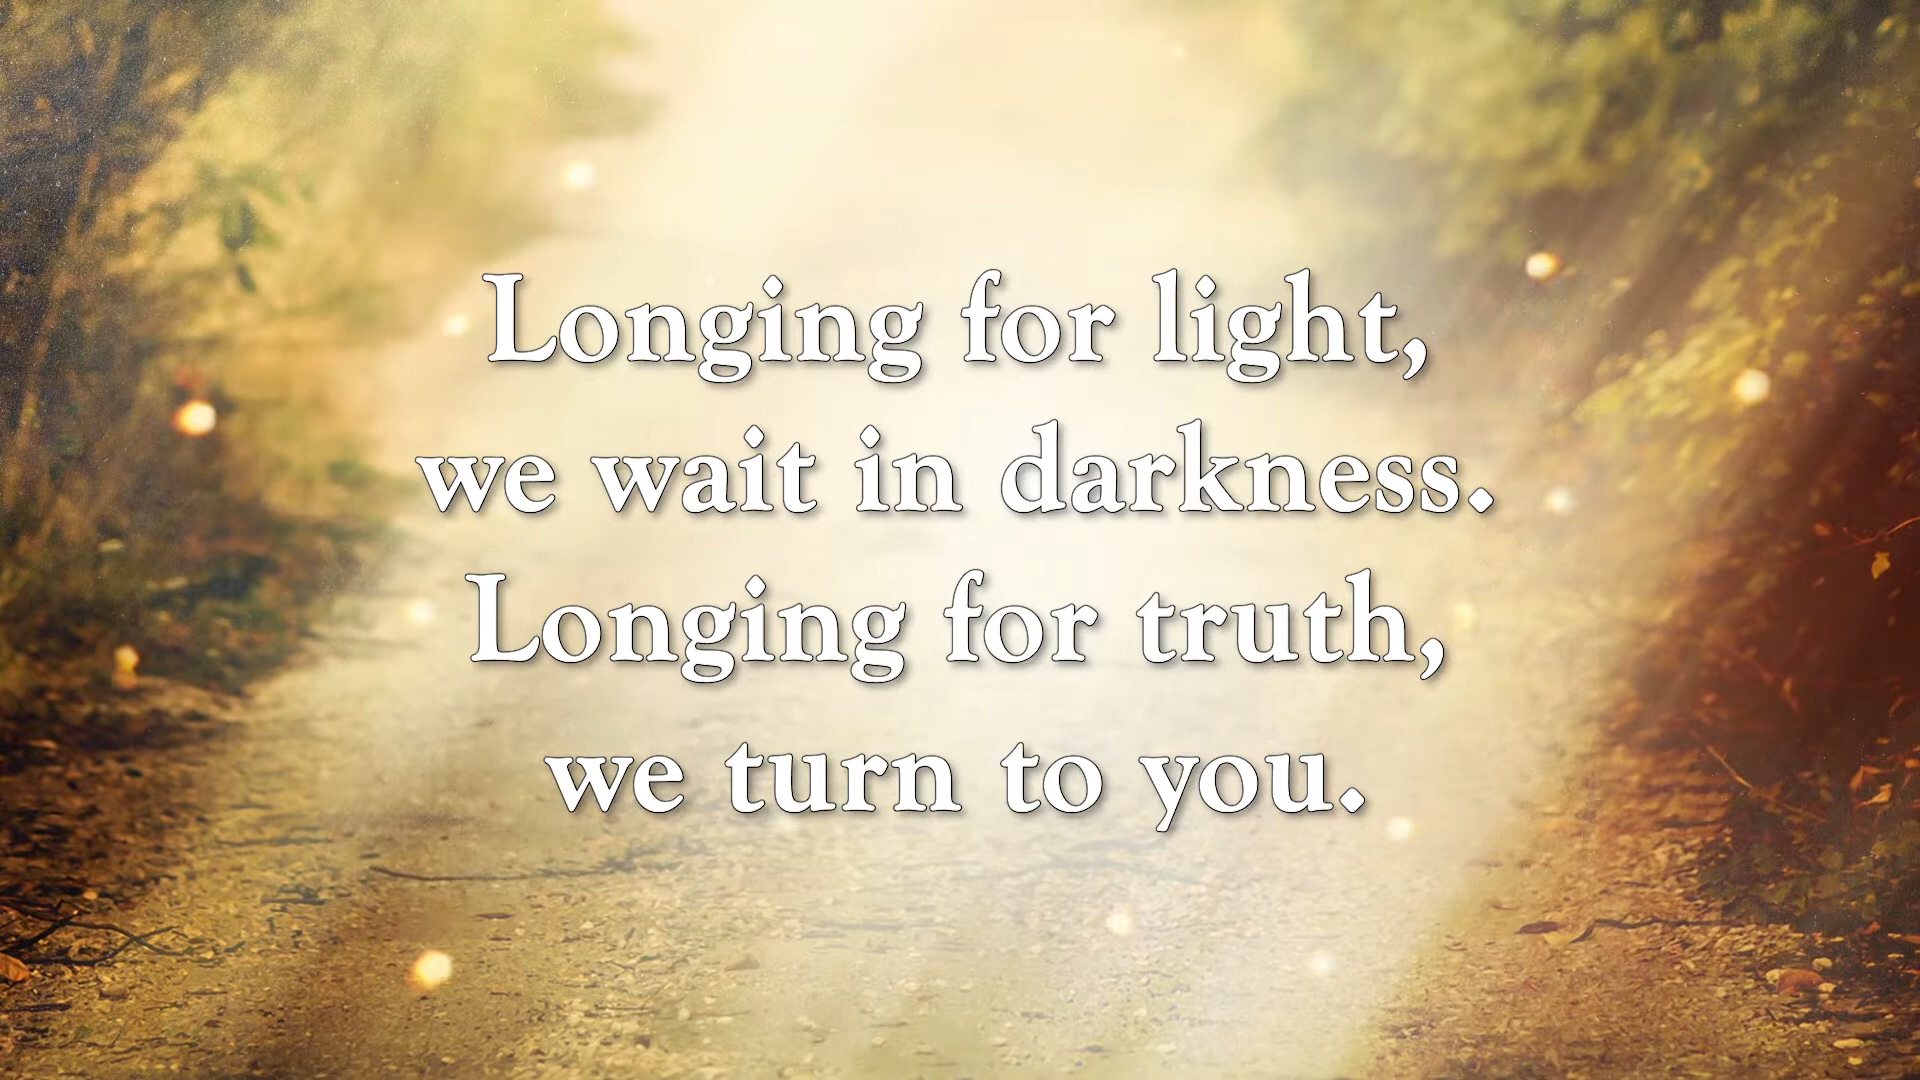 Longing for light,
we wait in darkness.
Longing for truth,
we turn to you.